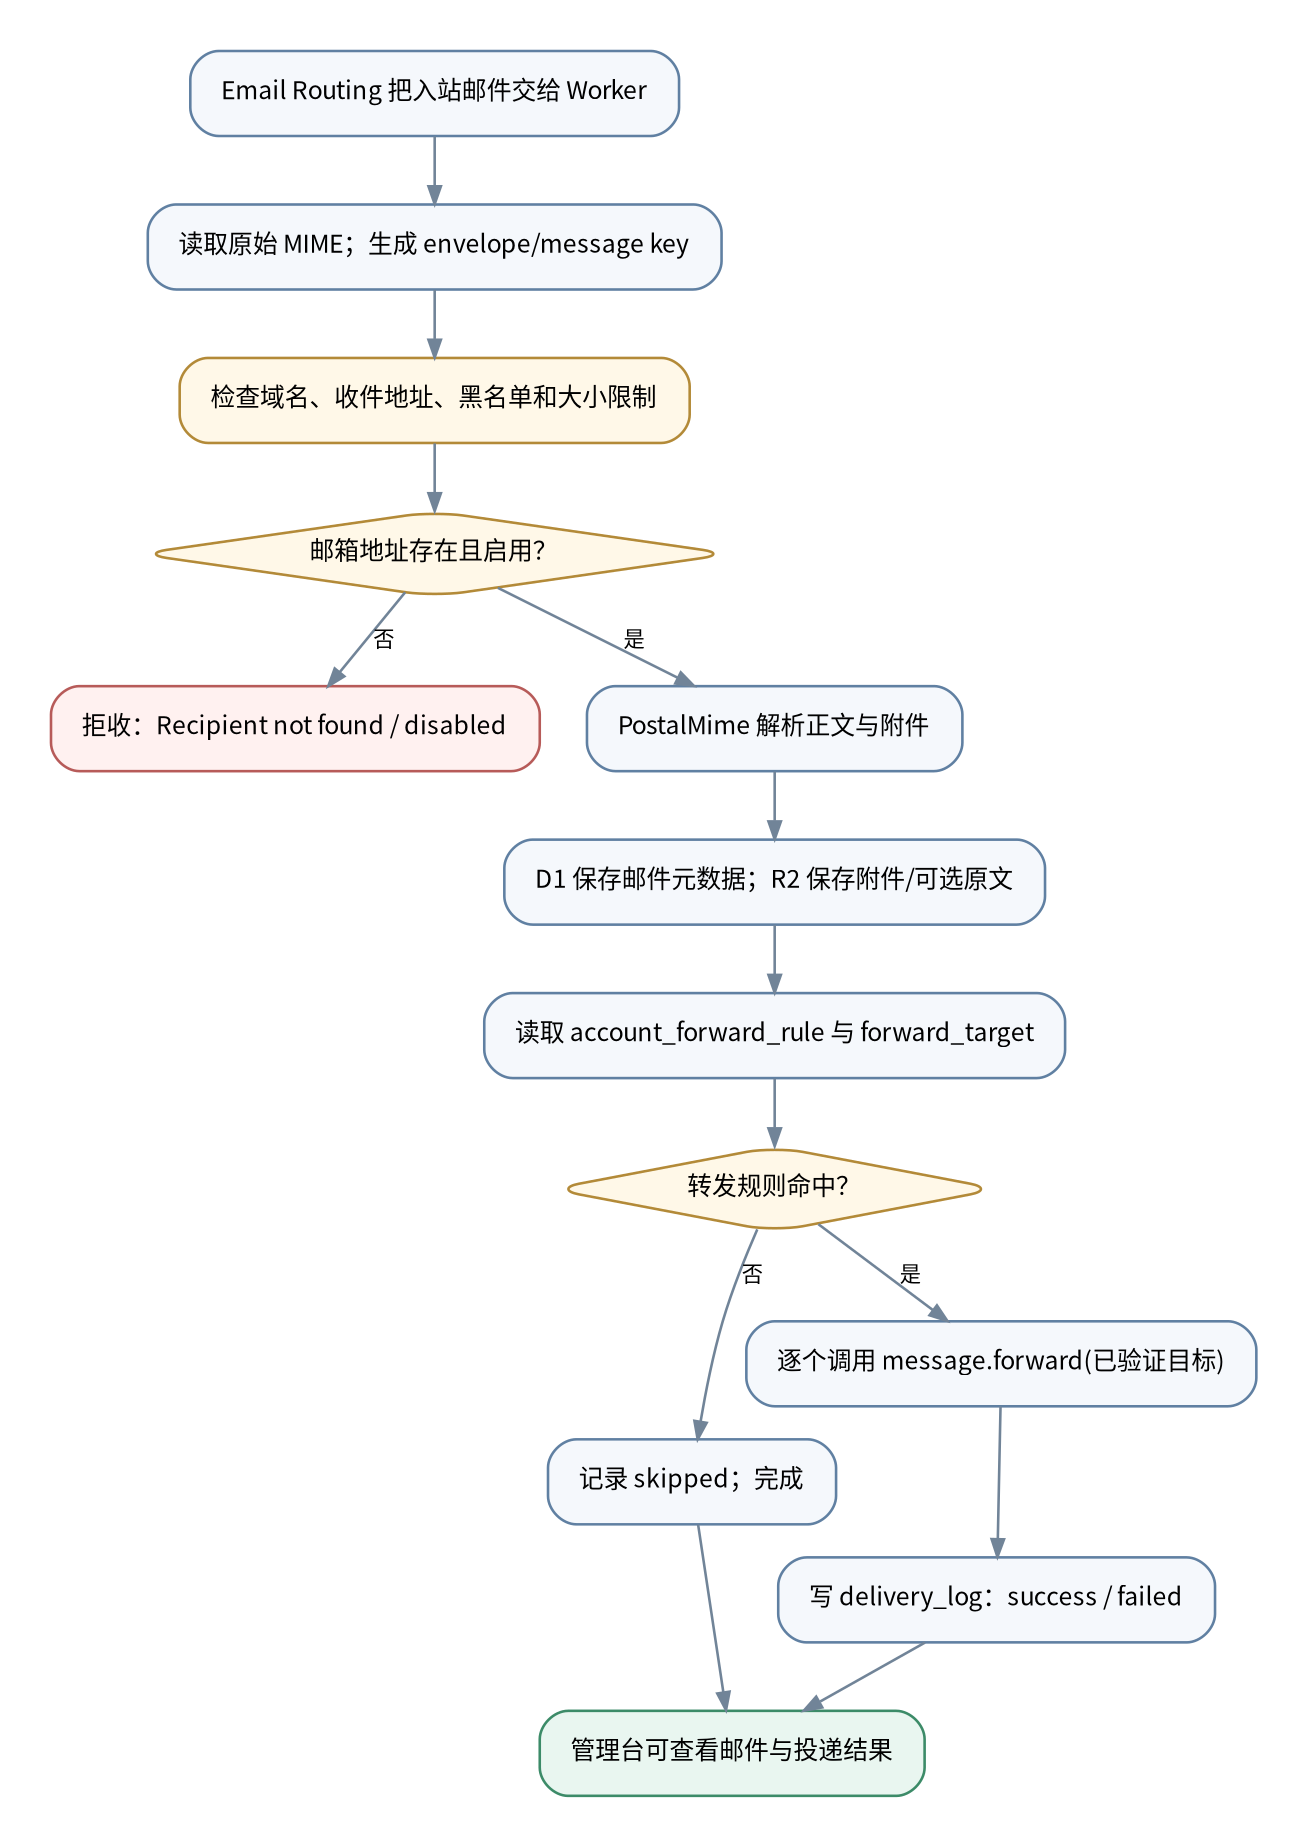 Email Routing 把入站邮件交给 Worker
读取原始 MIME；生成 envelope/message key
检查域名、收件地址、黑名单和大小限制
邮箱地址存在且启用？
否
是
拒收：Recipient not found / disabled
PostalMime 解析正文与附件
D1 保存邮件元数据；R2 保存附件/可选原文
读取 account_forward_rule 与 forward_target
转发规则命中？
否
是
逐个调用 message.forward(已验证目标)
记录 skipped；完成
写 delivery_log：success / failed
管理台可查看邮件与投递结果